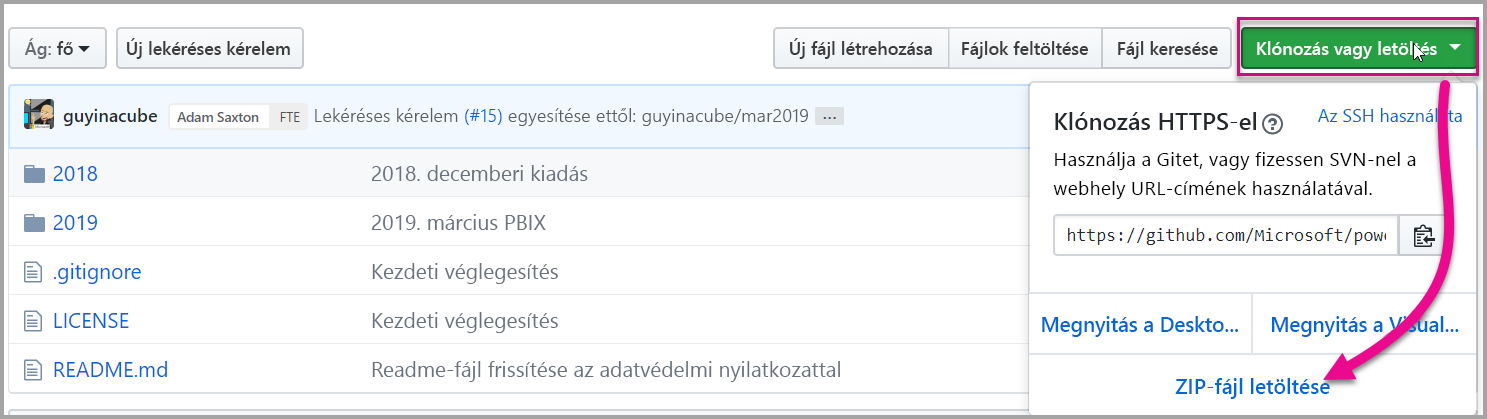 Ág: fő
Új lekéréses kérelem
Új fájl létrehozása
Fájlok feltöltése
Fájl keresése
Klónozás vagy letöltés
guyinacube Adam Saxton FTE Lekéréses kérelem (#15) egyesítése ettől: guyinacube/mar2019 ...
2018 2018. decemberi kiadás
2019 2019. március PBIX
.gitignore Kezdeti véglegesítés
LICENSE Kezdeti véglegesítés
README.md Readme-fájl frissítése az adatvédelmi nyilatkozattal
Klónozás HTTPS-el ?
Az SSH használata
Használja a Gitet, vagy fizessen SVN-nel a
webhely URL-címének használatával.
https://github.com/Microsoft/powe
Megnyitás a Deskto...
Megnyitás a Visual...
ZIP-fájl letöltése